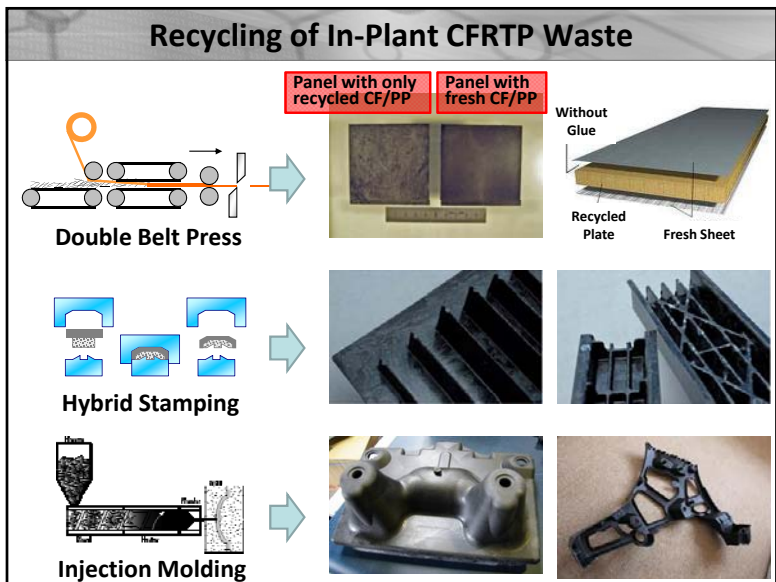 Recycling of In-Plant CFRTP Waste
Panel with only
recycled CF/PP
Panel with
fresh CF/PP
Without
Glue
Recycled
Plate
Fresh Sheet
Double Belt Press
Hybrid Stamping
Injection Molding